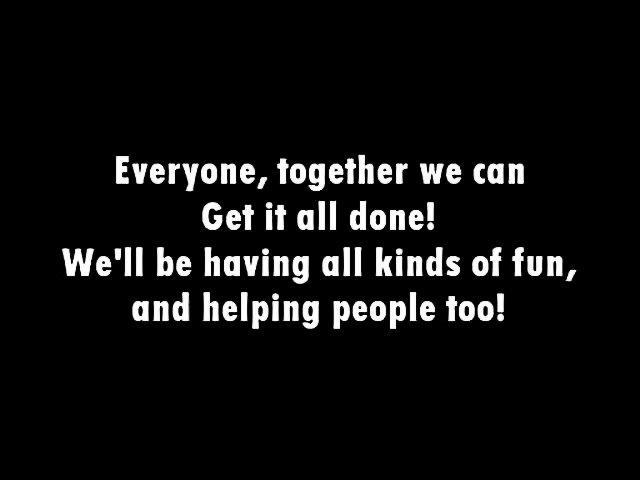 Everyone, together we can
Get it all done!
We'll be having all kinds of fun,
and helping people too!